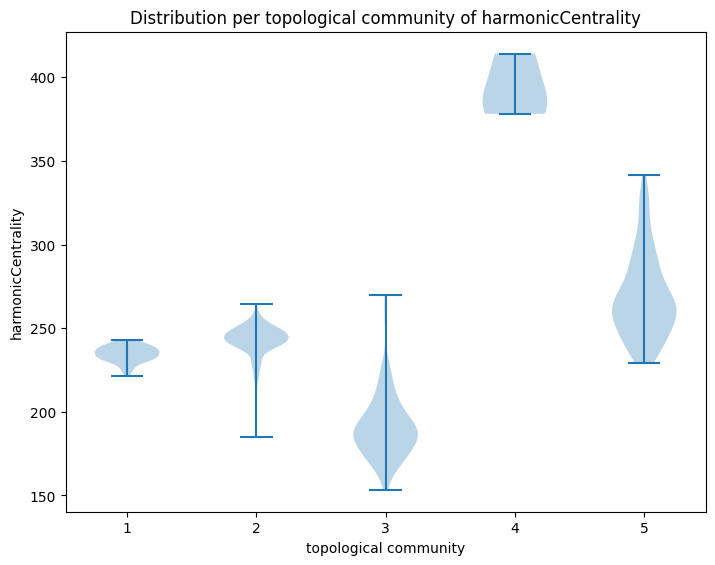 Distribution per topological community of harmonicCentrality
harmonicCentrality
400
350
300
250
200
150
1 2 3 4 5
topological community